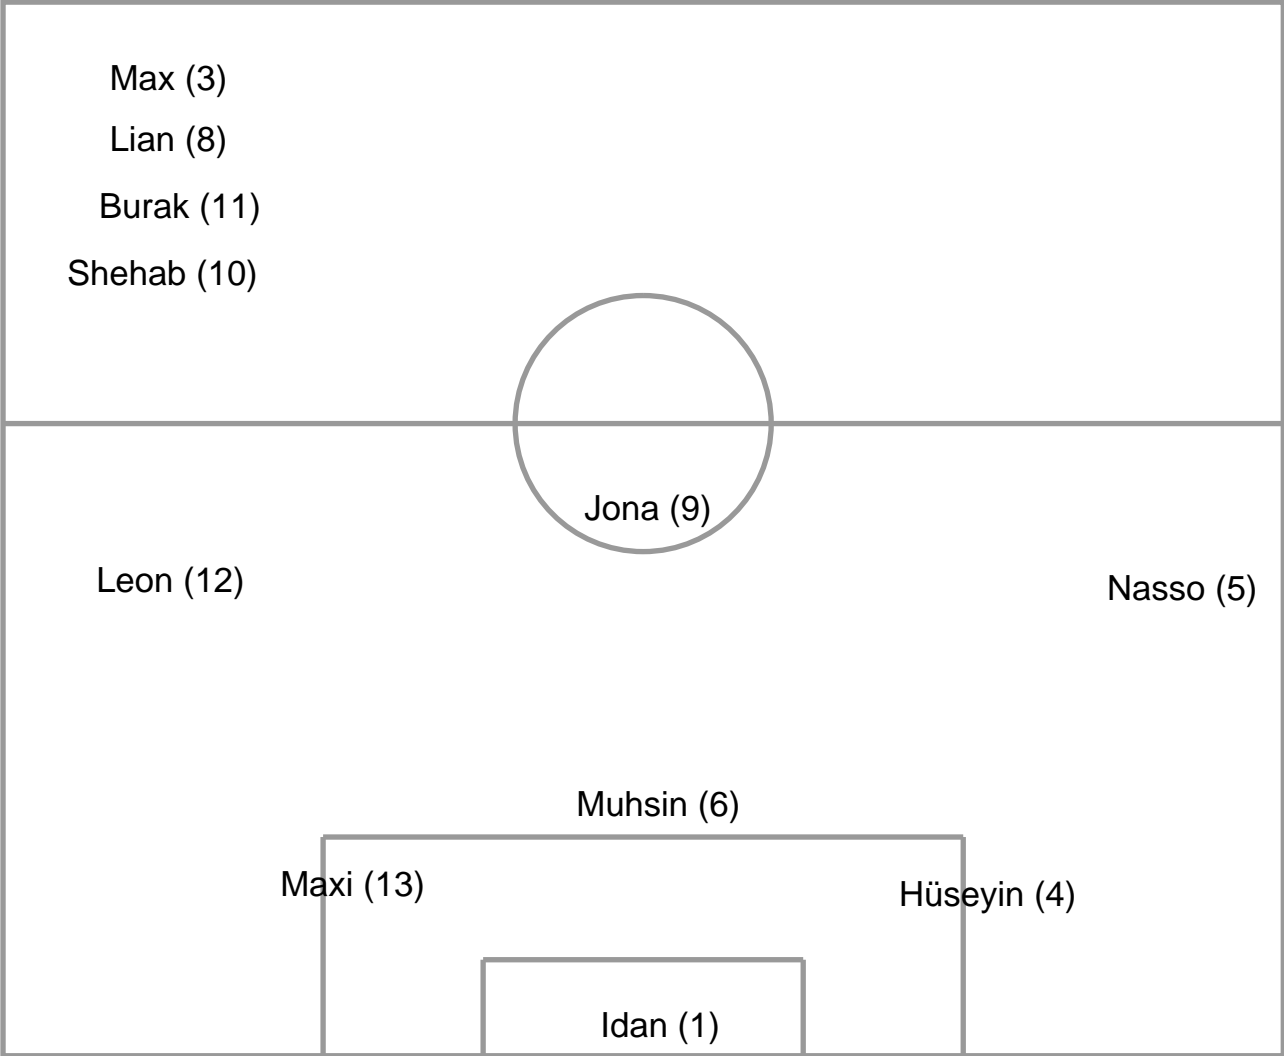 Max (3)
Lian (8)
Burak (11)
Shehab (10)
Jona (9)
Leon (12)
Nasso (5)
Muhsin (6)
Maxi (13)
Hüseyin (4)
Idan (1)